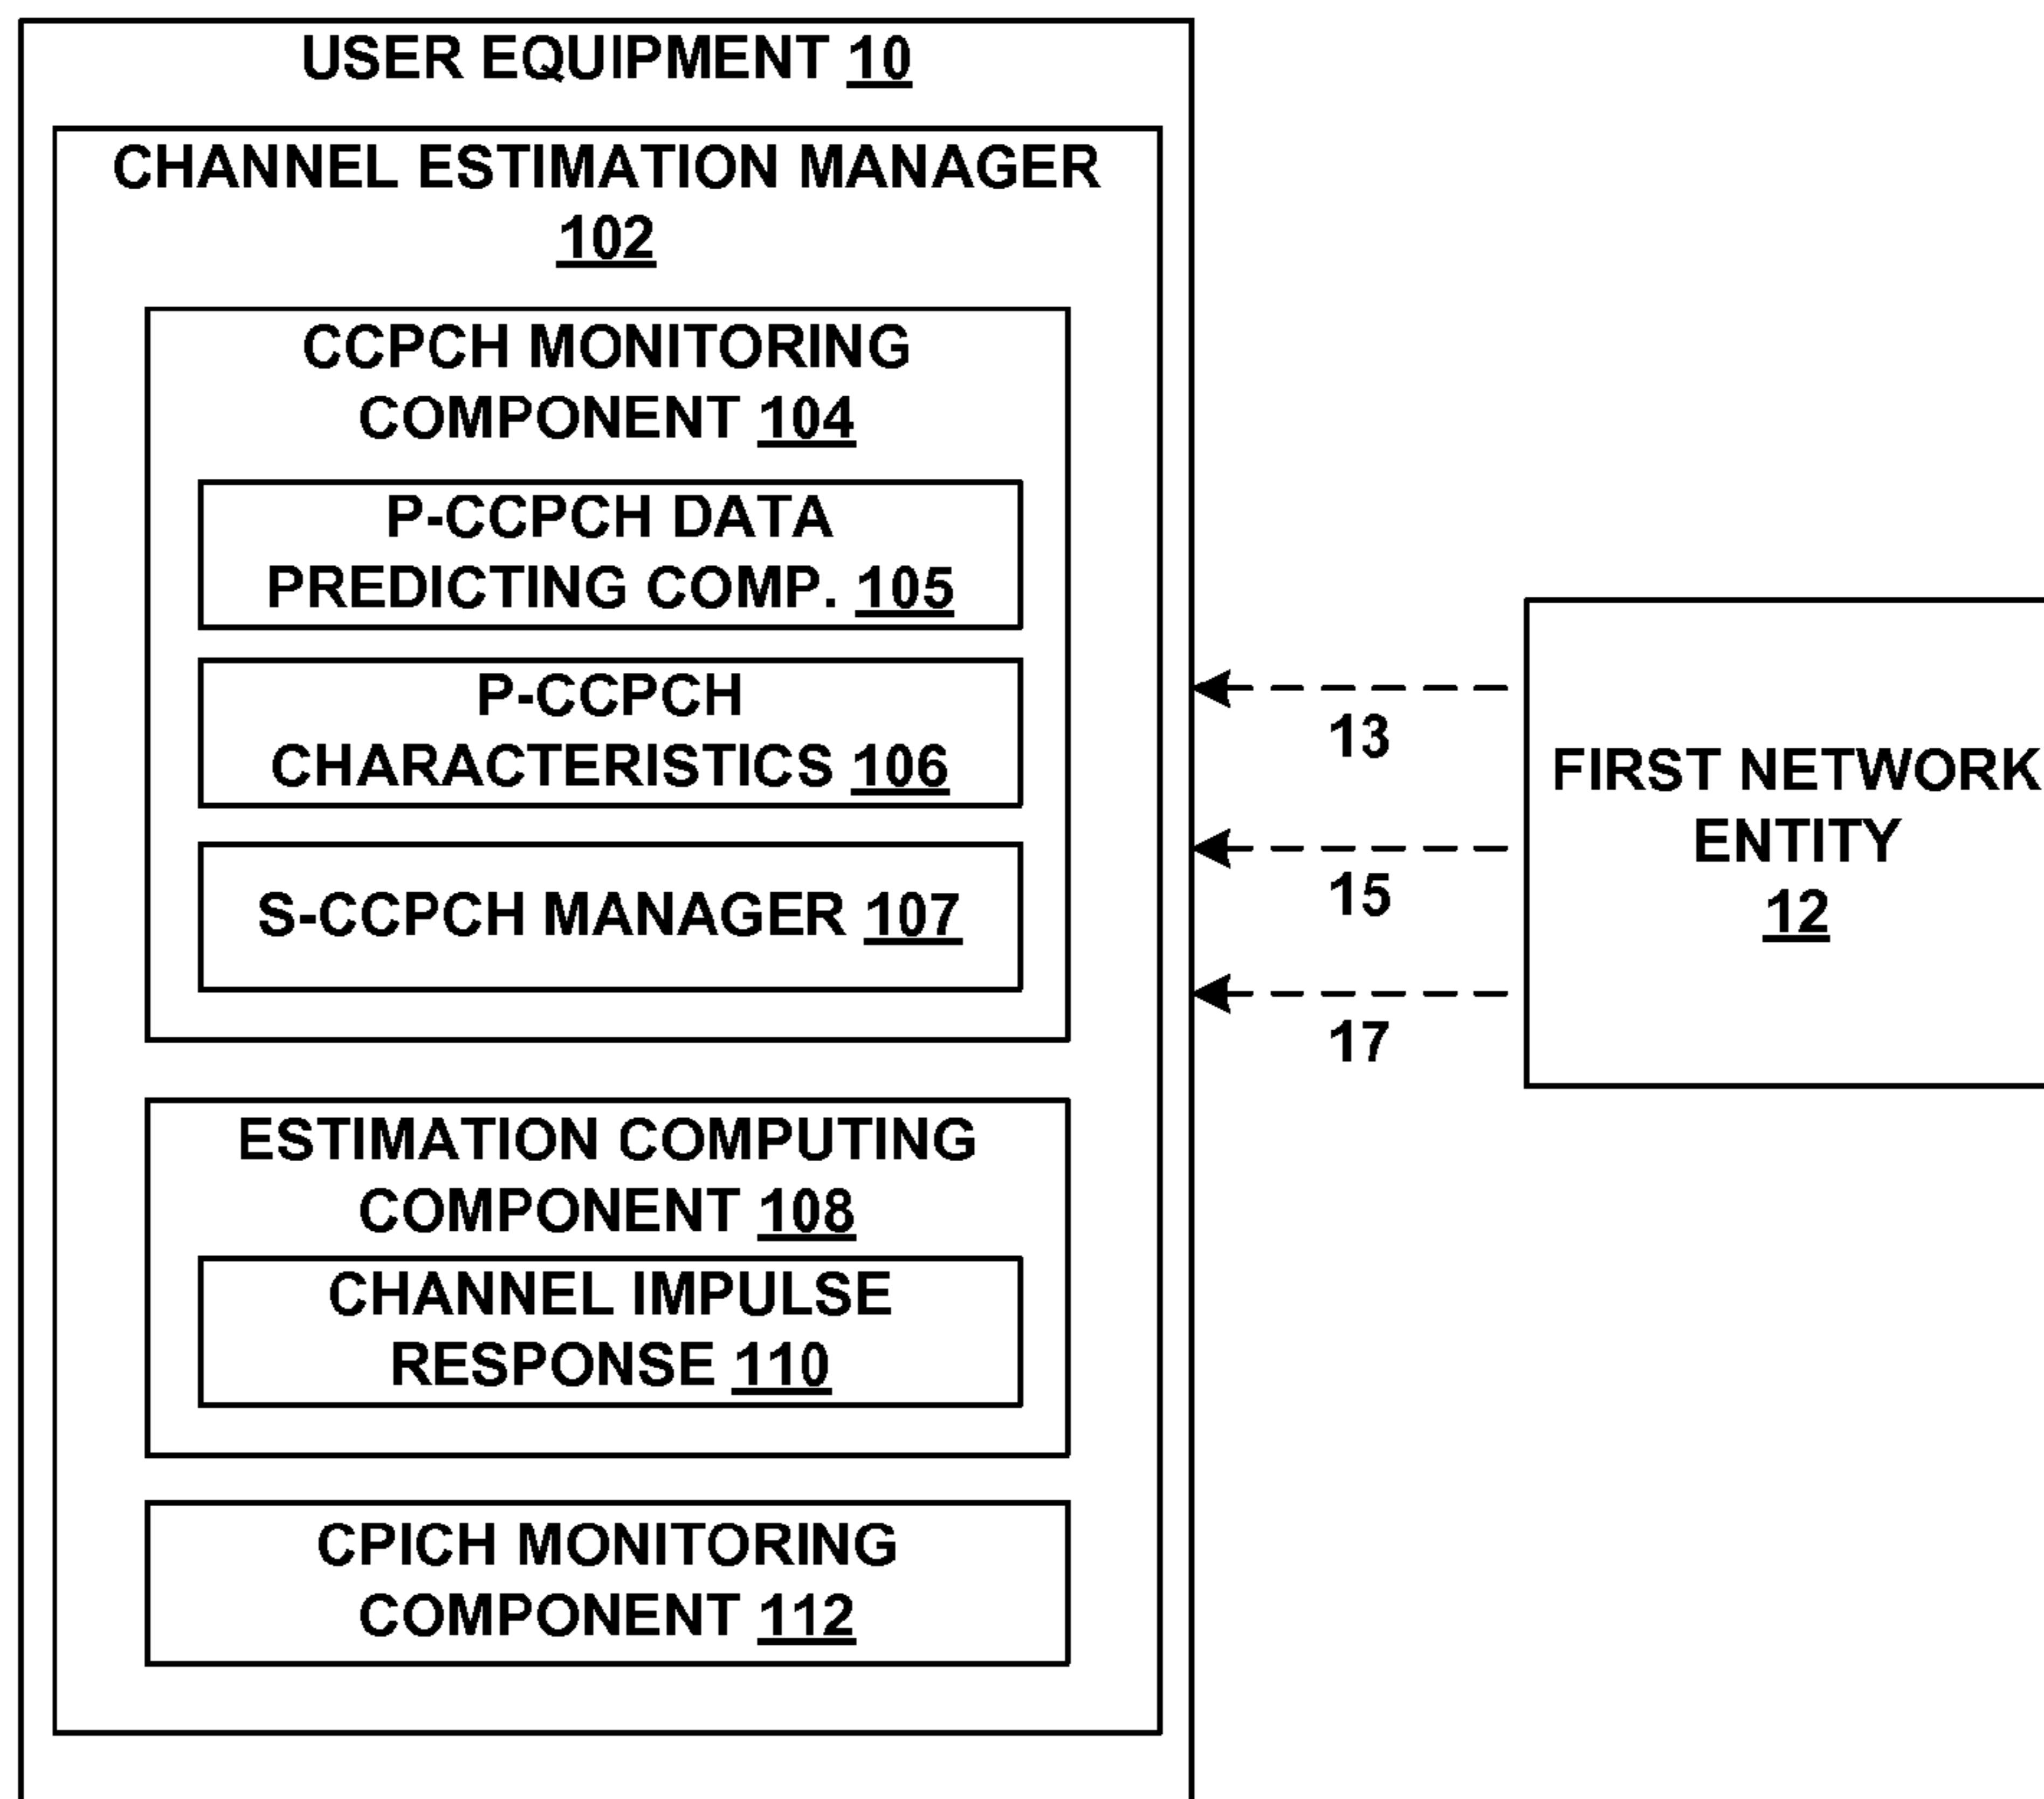 USER EQUIPMENT 10
CHANNEL ESTIMATION MANAGER
102
CCPCH MONITORING
COMPONENT 104
P-CCPCH DATA
PREDICTING COMP. 105
P-CCPCH
CHARACTERISTICS 106
S-CCPCH MANAGER 107
ESTIMATION COMPUTING
COMPONENT 108
CHANNEL IMPULSE
RESPONSE 110
CPICH MONITORING
COMPONENT 112
13
15
17
FIRST NETWORK
ENTITY
12